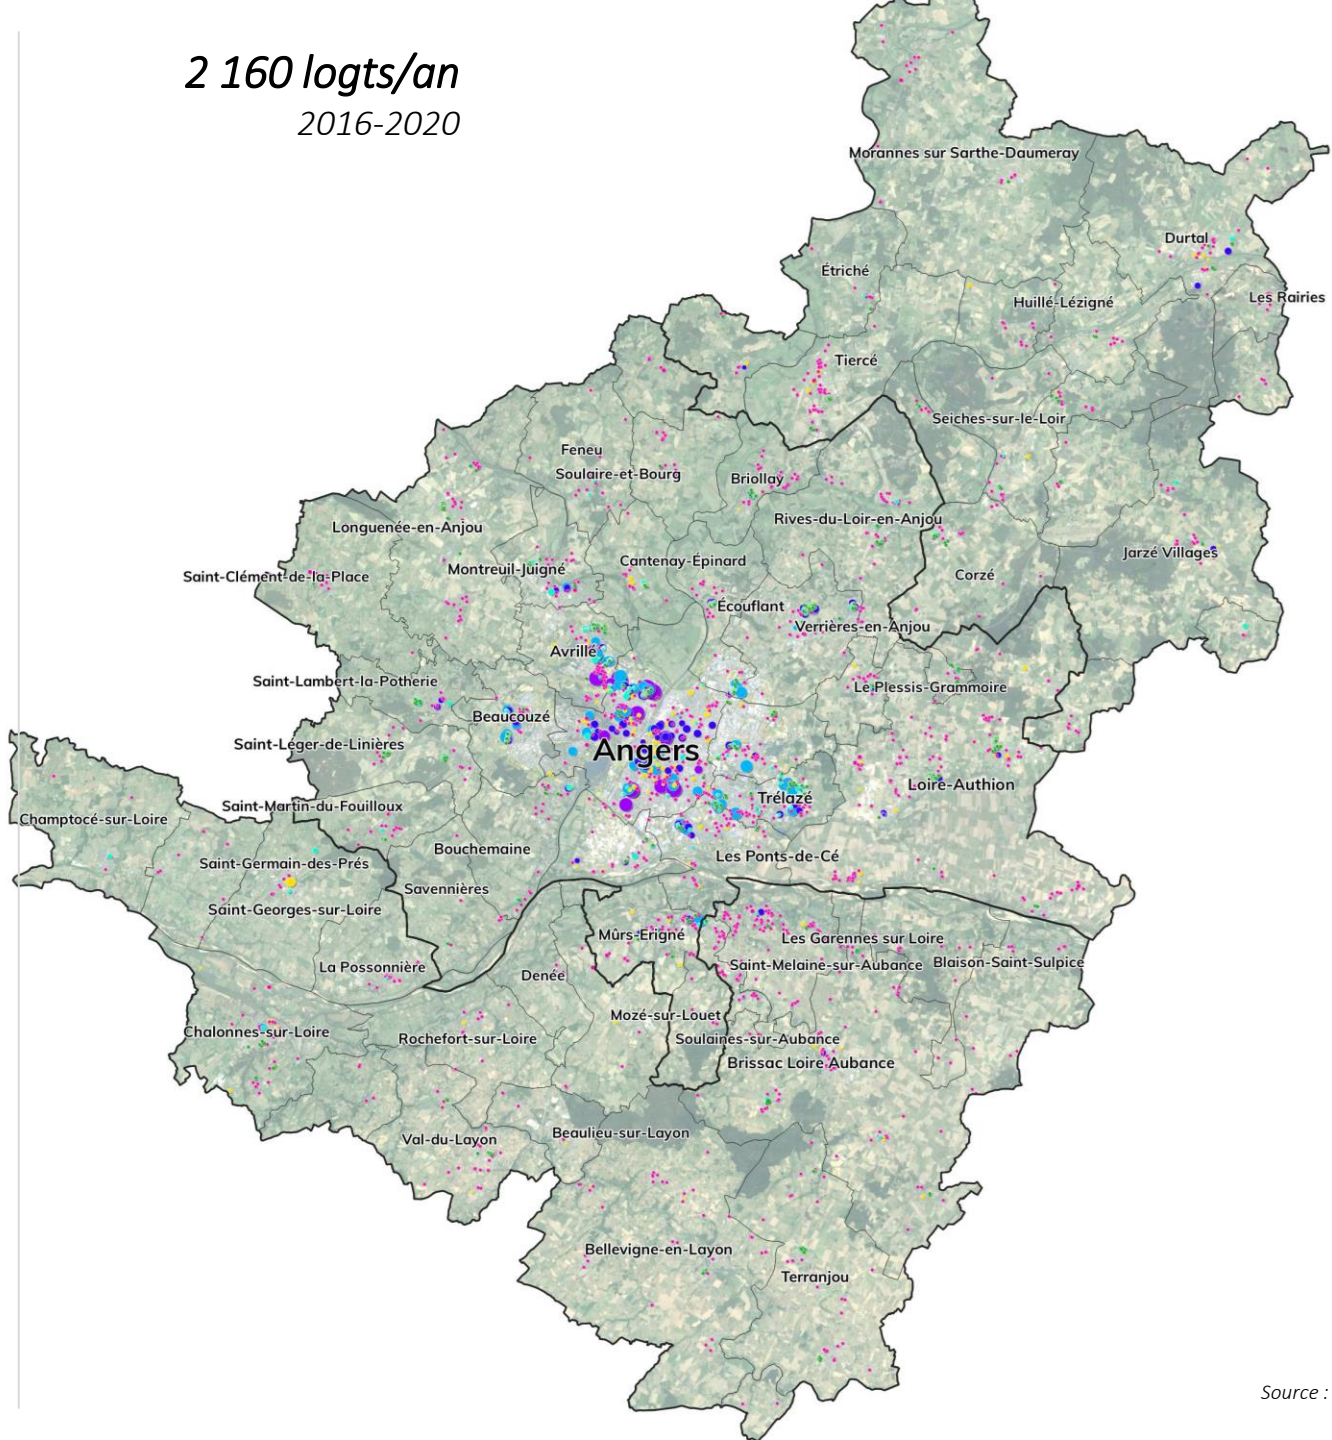 2 160 logts/an
2016-2020
Morannes sur Sarthe-Daumeray
Durtal
Étriché
Les Rairies
Huillé-Lézigné
Tiercé
Seiches-sur-le-Loir
Feneu
Soulaire-et-Bourg
Briollay
Rives-du-Loir-en-Anjou
Longuenée-en-Anjou
Jarzé Villages
Cantenay-Épinard
Montreuil-Juigné
Saint-Clément-de-la-Place
Corzé
Écouflant
Verrières-en-Anjou
Avrillé
Saint-Lambert-la-Potherie
Le Plessis-Grammoire
Beaucouzé
Saint-Léger-de-Linières
Angers
Loire-Authion
Trélazé
Saint-Martin-du-Fouilloux
Champtocé-sur-Loire
Bouchemaine
Les Ponts-de-Cé
Saint-Germain-des-Prés
Savennières
Saint-Georges-sur-Loire
Mûrs-Erigné
Les Garennes sur Loire
Saint-Melaine-sur-Aubance
Blaison-Saint-Sulpice
La Possonnière
Denée
Mozé-sur-Louet
Chalonnes-sur-Loire
Rochefort-sur-Loire
Soulaines-sur-Aubance
Brissac Loire Aubance
Beaulieu-sur-Layon
Val-du-Layon
Bellevigne-en-Layon
Terranjou
Source :